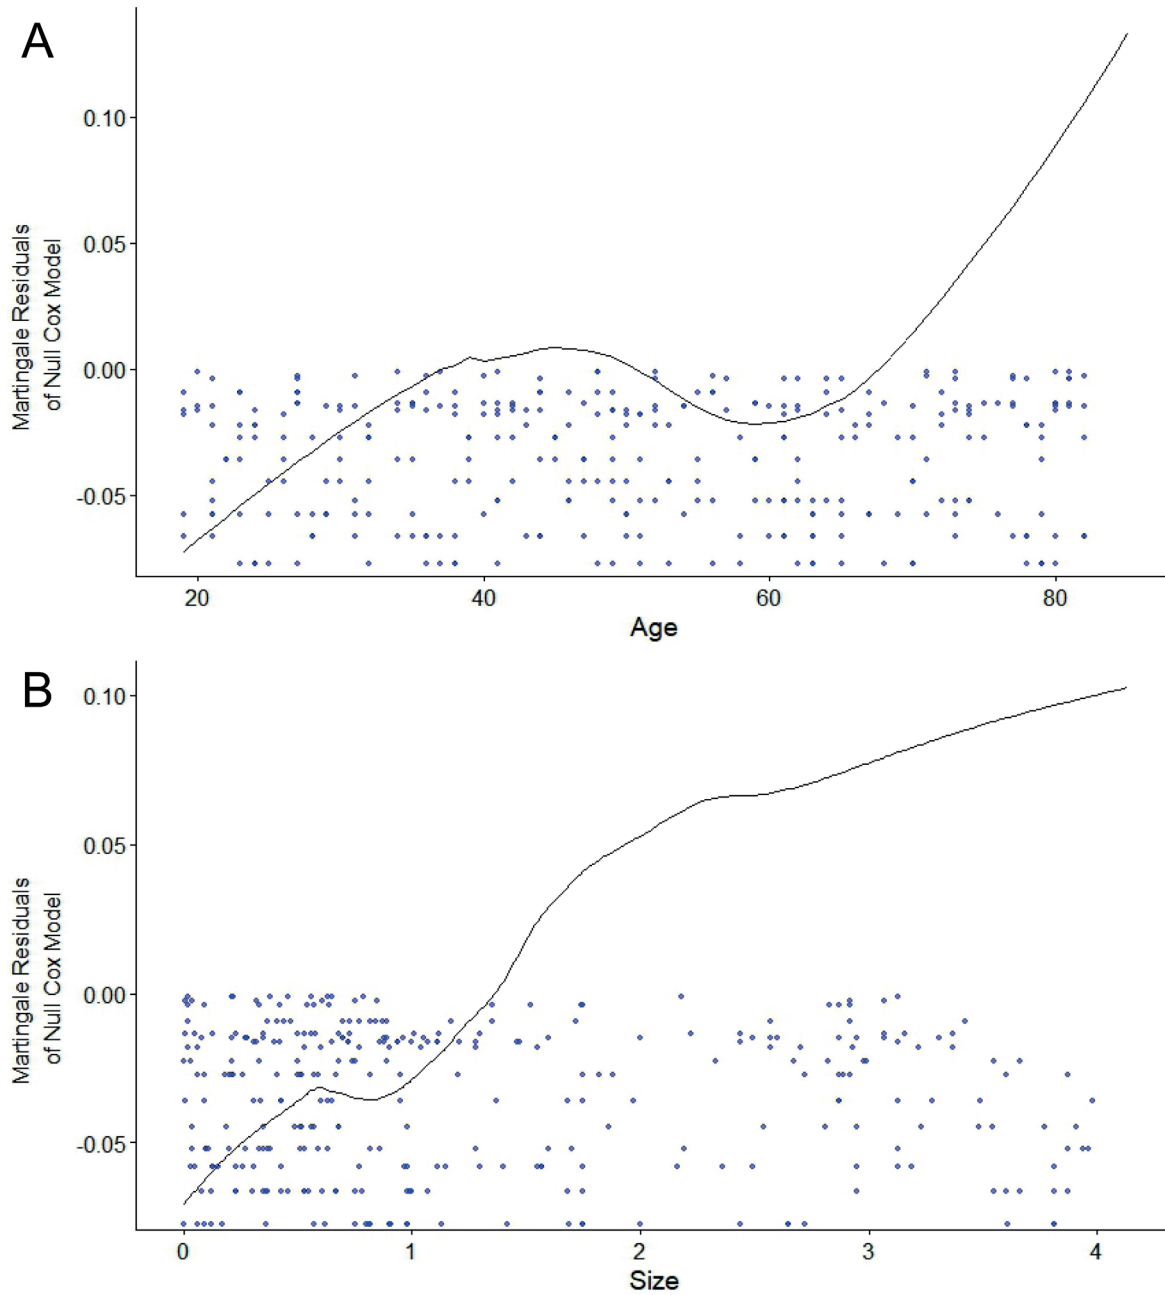 A
Martingale Residuals
of Null Cox Model
0.10
0.05
0.00
-0.05
20 40 60 80
Age
B
Martingale Residuals
of Null Cox Model
0.10
0.05
0.00
-0.05
0 1 2 3 4
Size